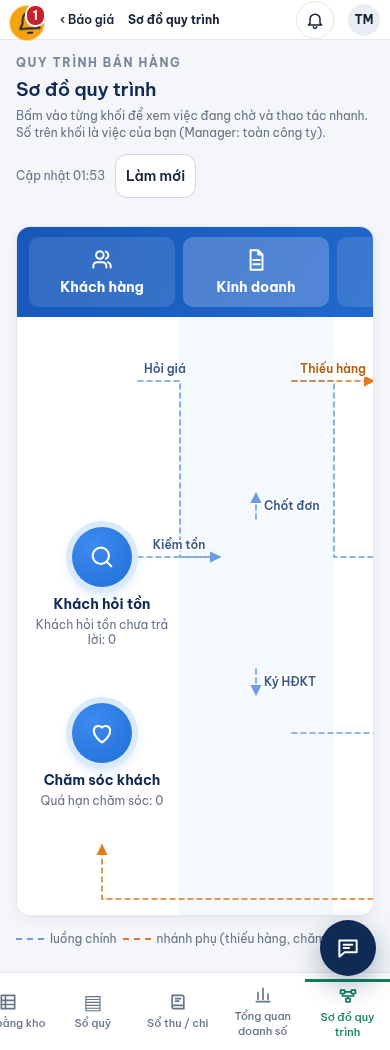 1
‹ Báo giá
Sơ đồ quy trình
TM
QUY TRÌNH BÁN HÀNG
Sơ đồ quy trình
Bấm vào từng khối để xem việc đang chờ và thao tác nhanh.
Số trên khối là việc của bạn (Manager: toàn công ty).
Cập nhật 01:53
Làm mới
Khách hàng
Kinh doanh
Hỏi giá
Thiếu hàng
Chốt đơn
Kiểm tồn
Khách hỏi tồn
Khách hỏi tồn chưa trả
lời: 0
Ký HĐKT
Chăm sóc khách
Quá hạn chăm sóc: 0
luồng chính
nhánh phụ (thiếu hàng, chăm
bảng kho
Sổ quỹ
Sổ thu / chi
Tổng quan
doanh số
Sơ đồ quy
trình